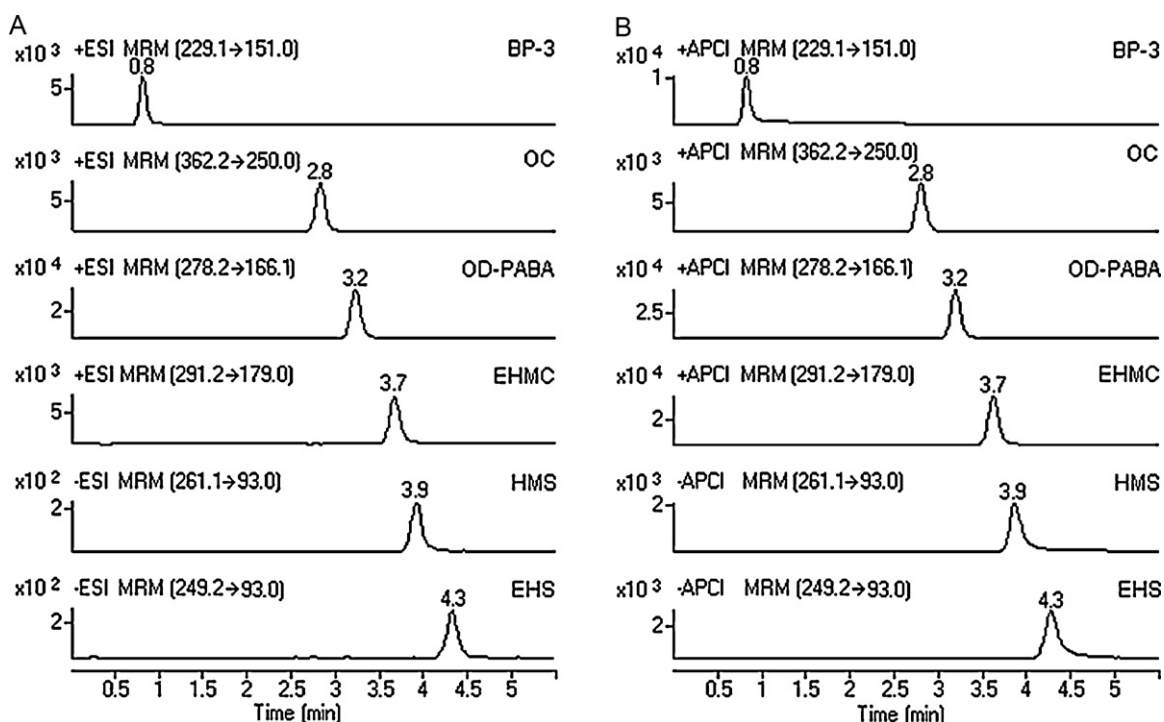 A
x10 3 +ESI MRM (229.1→151.0) BP-3
0.8
5
x10 3 +ESI MRM (362.2→250.0) OC
2.8
5
x10 4 +ESI MRM (278.2→166.1) OD-PABA
3.2
2
x10 3 +ESI MRM (291.2→179.0) EHMC
3.7
5
x10 2 -ESI MRM (261.1→93.0) HMS
3.9
2
x10 2 -ESI MRM (249.2→93.0) EHS
4.3
2
0.5 1 1.5 2 2.5 3 3.5 4 4.5 5
Time (min)
B
x10 4 +APCI MRM (229.1→151.0) BP-3
0.8
1
x10 3 +APCI MRM (362.2→250.0) OC
2.8
5
x10 4 +APCI MRM (278.2→166.1) OD-PABA
3.2
2.5
x10 4 +APCI MRM (291.2→179.0) EHMC
3.7
2
x10 3 -APCI MRM (261.1→93.0) HMS
3.9
2
x10 3 -APCI MRM (249.2→93.0) EHS
4.3
2
0.5 1 1.5 2 2.5 3 3.5 4 4.5 5
Time (min)